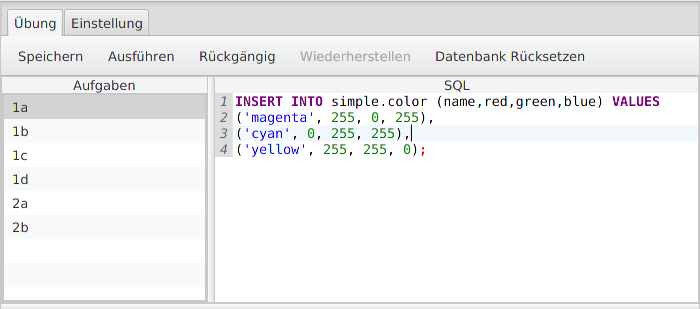 Übung Einstellung
Speichern Ausführen Rückgängig Wiederherstellen Datenbank Rücksetzen
Aufgaben
1a
1b
1c
1d
2a
2b
SQL
1 INSERT INTO simple.color (name,red,green,blue) VALUES
2 ('magenta', 255, 0, 255),
3 ('cyan', 0, 255, 255),
4 ('yellow', 255, 255, 0);